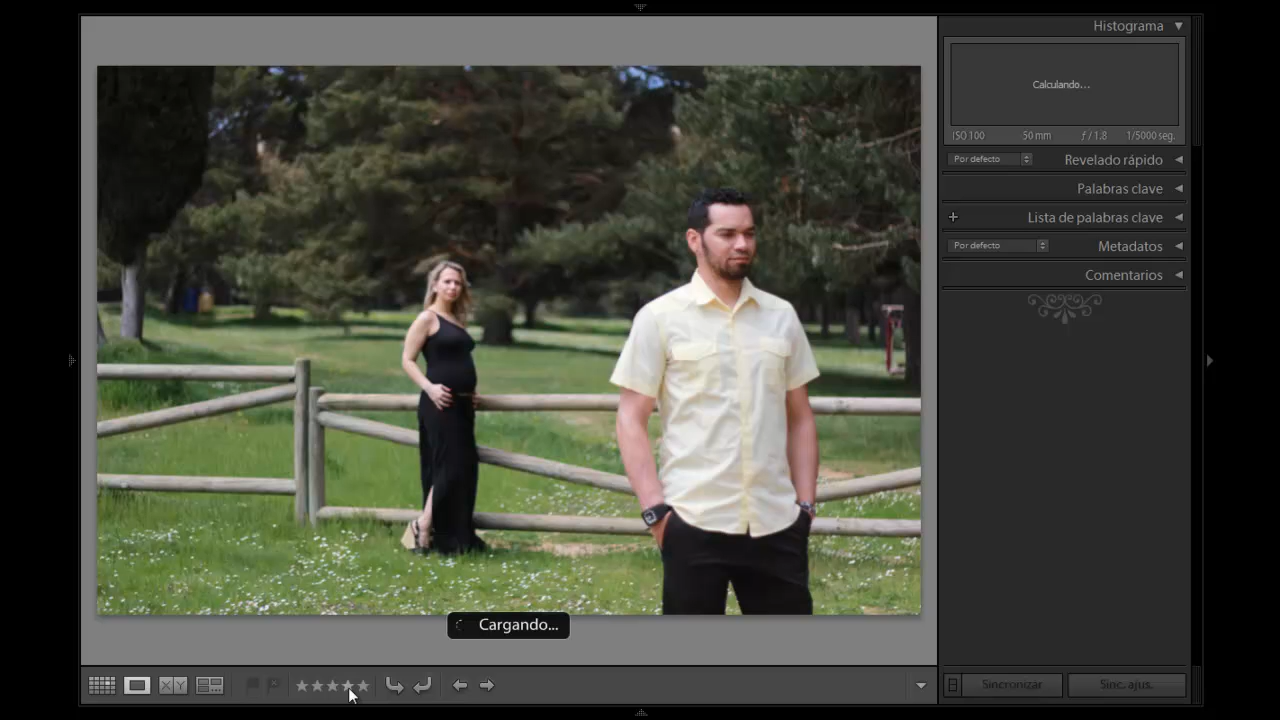 Histograma
Calculando...
ISO 100 50 mm f / 1.8 1/5000 seg.
Por defecto Revelado rápido
Palabras clave
+ Lista de palabras clave
Por defecto Metadatos
Comentarios
Cargando...
X Y
Sincronizar Sinc. ajus.